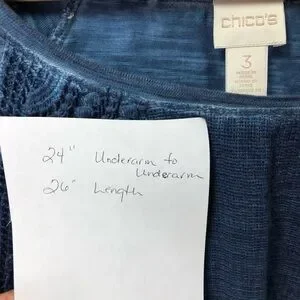 chico's
3
24" Underarm to
Underarm
26" Length